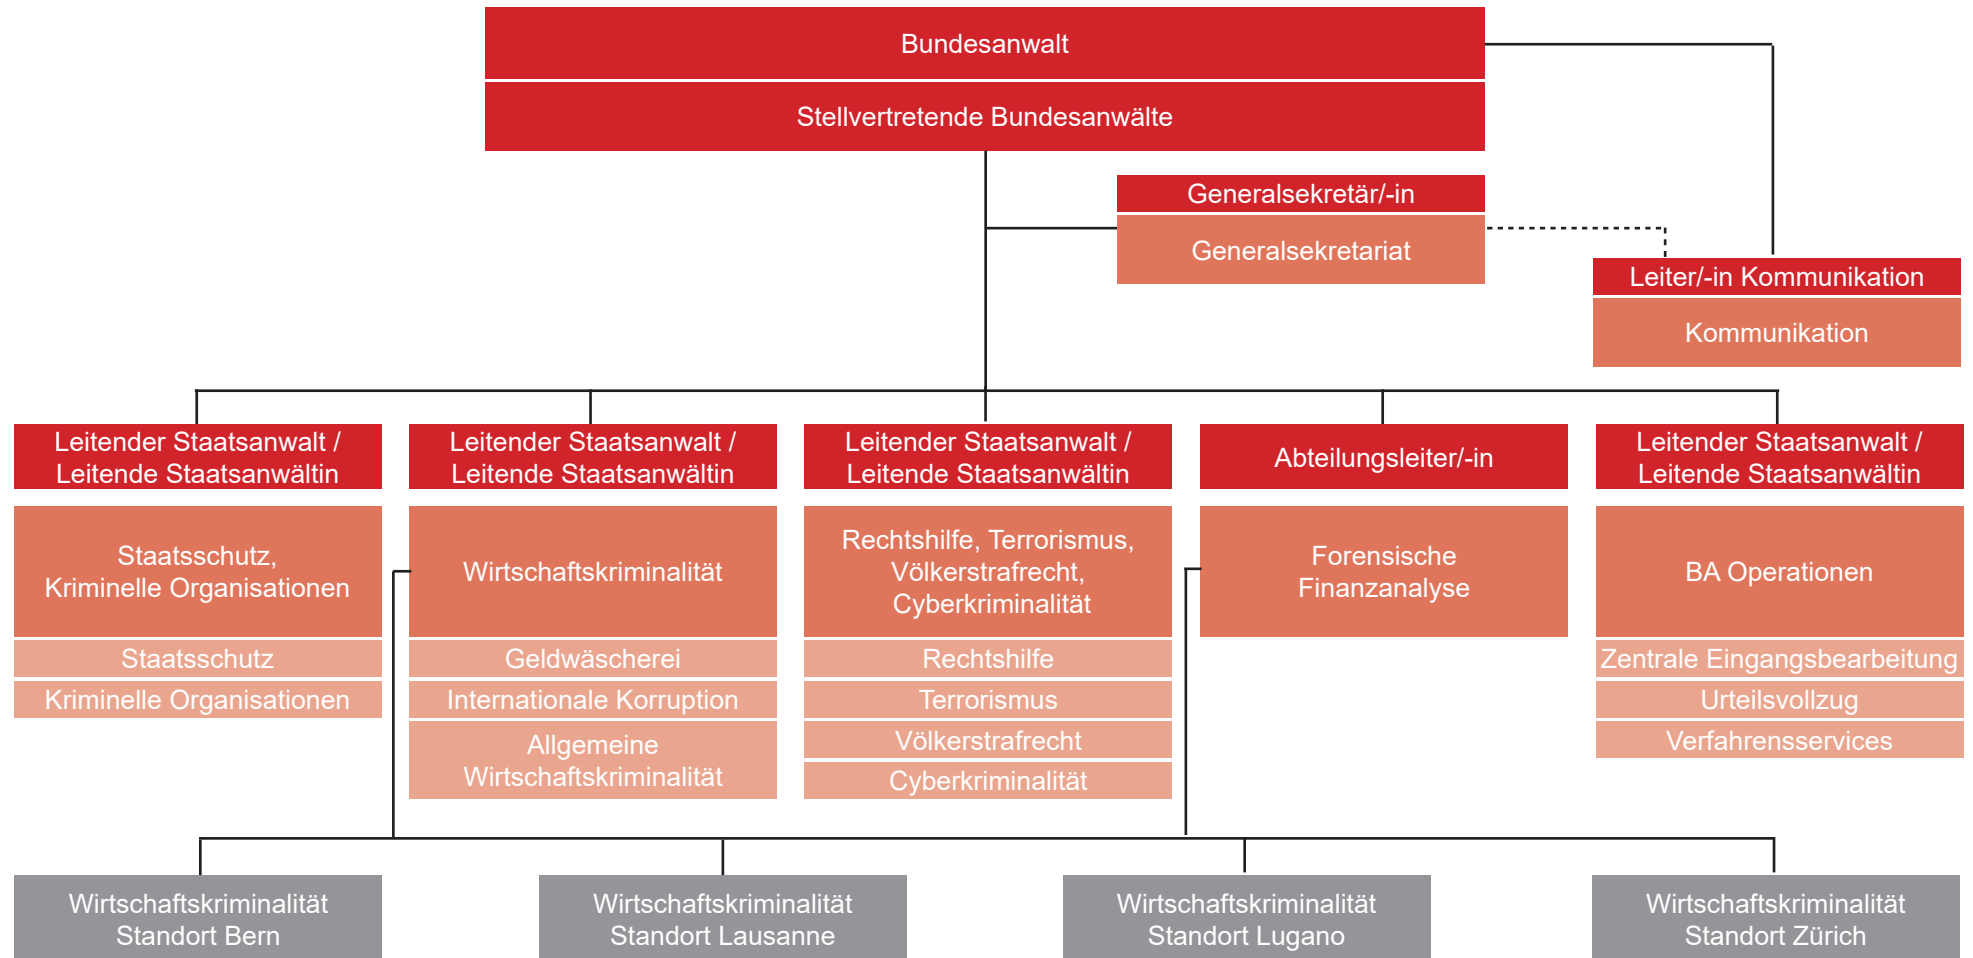 Bundesanwalt
Stellvertretende Bundesanwälte
Generalsekretär/-in
Generalsekretariat
Leiter/-in Kommunikation
Kommunikation
Leitender Staatsanwalt /
Leitende Staatsanwältin
Staatsschutz,
Kriminelle Organisationen
Staatsschutz
Kriminelle Organisationen
Leitender Staatsanwalt /
Leitende Staatsanwältin
Wirtschaftskriminalität
Geldwäscherei
Internationale Korruption
Allgemeine
Wirtschaftskriminalität
Leitender Staatsanwalt /
Leitende Staatsanwältin
Rechtshilfe, Terrorismus,
Völkerstrafrecht,
Cyberkriminalität
Rechtshilfe
Terrorismus
Völkerstrafrecht
Cyberkriminalität
Abteilungsleiter/-in
Forensische
Finanzanalyse
Leitender Staatsanwalt /
Leitende Staatsanwältin
BA Operationen
Zentrale Eingangsbearbeitung
Urteilsvollzug
Verfahrensservices
Wirtschaftskriminalität
Standort Bern
Wirtschaftskriminalität
Standort Lausanne
Wirtschaftskriminalität
Standort Lugano
Wirtschaftskriminalität
Standort Zürich